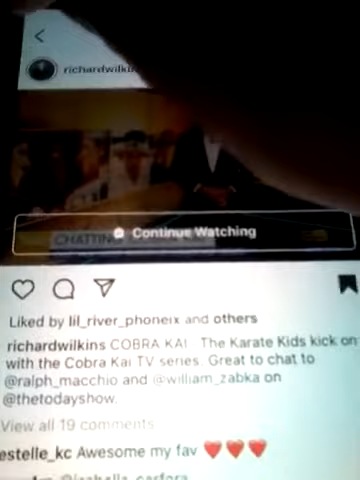 richardwilkin
CHATTIN
Continue Watching
Liked by lil_river_phoneix and others
richardwilkins COBRA KAI. The Karate Kids kick on
with the Cobra Kai TV series. Great to chat to
@ralph_macchio and @william_zabka on
@thetodayshow.
View all 19 comments
estelle_kc Awesome my fav ❤️❤️❤️